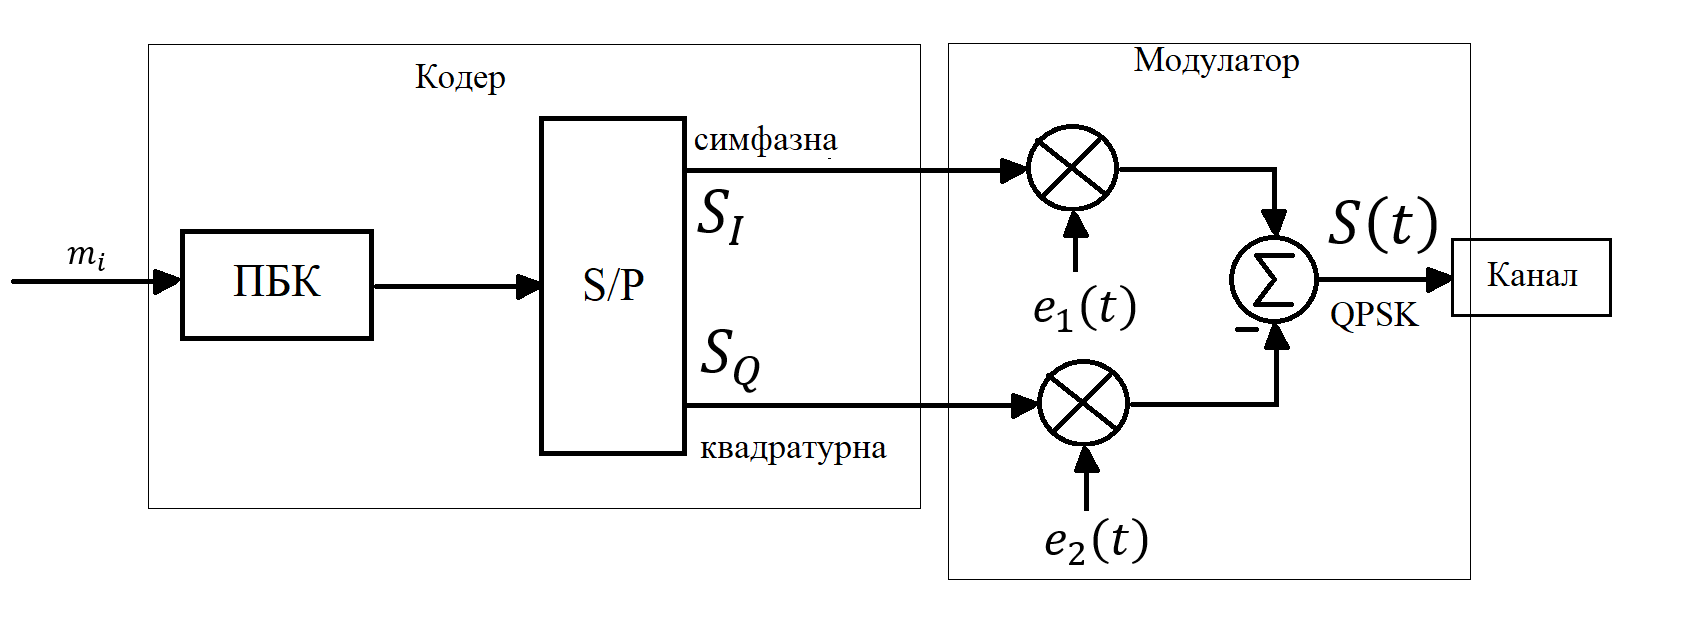 Кодер
Модулатор
симфазна
S_I
m_i
ПБК
S/P
S_Q
квадратурна
e_1(t)
e_2(t)
Σ
–
S(t)
QPSK
Канал